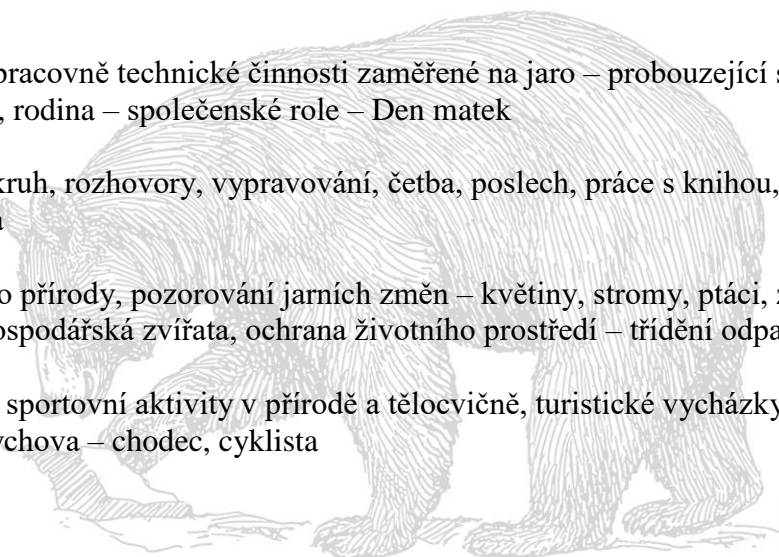 pracovně technické činnosti zaměřené na jaro – probouzející s
, rodina – společenské role – Den matek
kruh, rozhovory, vypravování, četba, poslech, práce s knihou,
a
o přírody, pozorování jarních změn – květiny, stromy, ptáci, z
ospodářská zvířata, ochrana životního prostředí – třídění odpa
sportovní aktivity v přírodě a tělocvičně, turistické vycházky
chova – chodec, cyklista